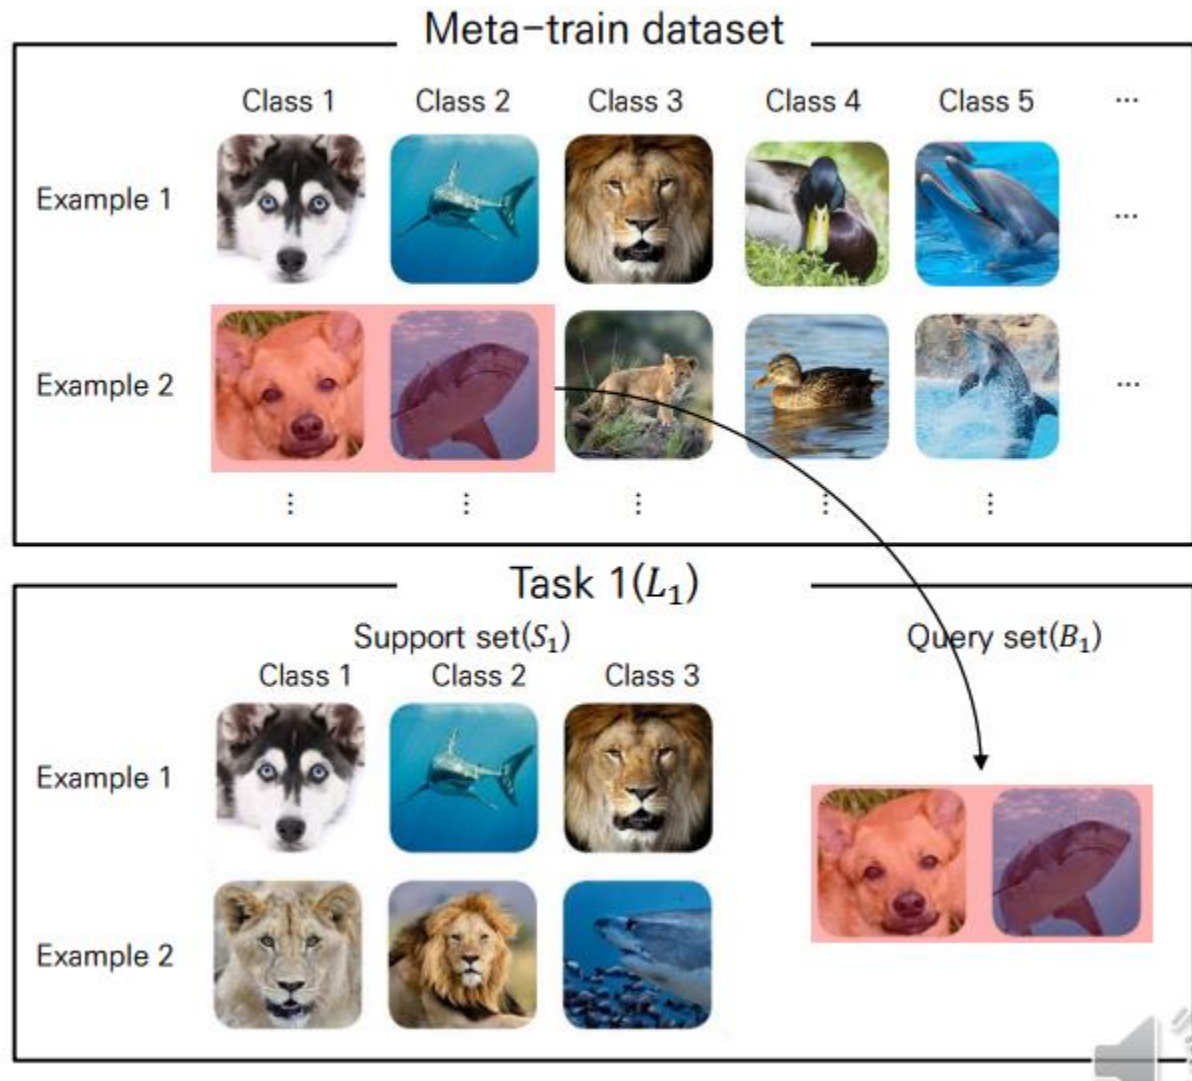 Meta-train dataset
Class 1 Class 2 Class 3 Class 4 Class 5 ...
Example 1 ...
Example 2 ...
⋮ ⋮ ⋮ ⋮ ⋮
Task 1(L₁)
Support set(S₁) Query set(B₁)
Class 1 Class 2 Class 3
Example 1
Example 2